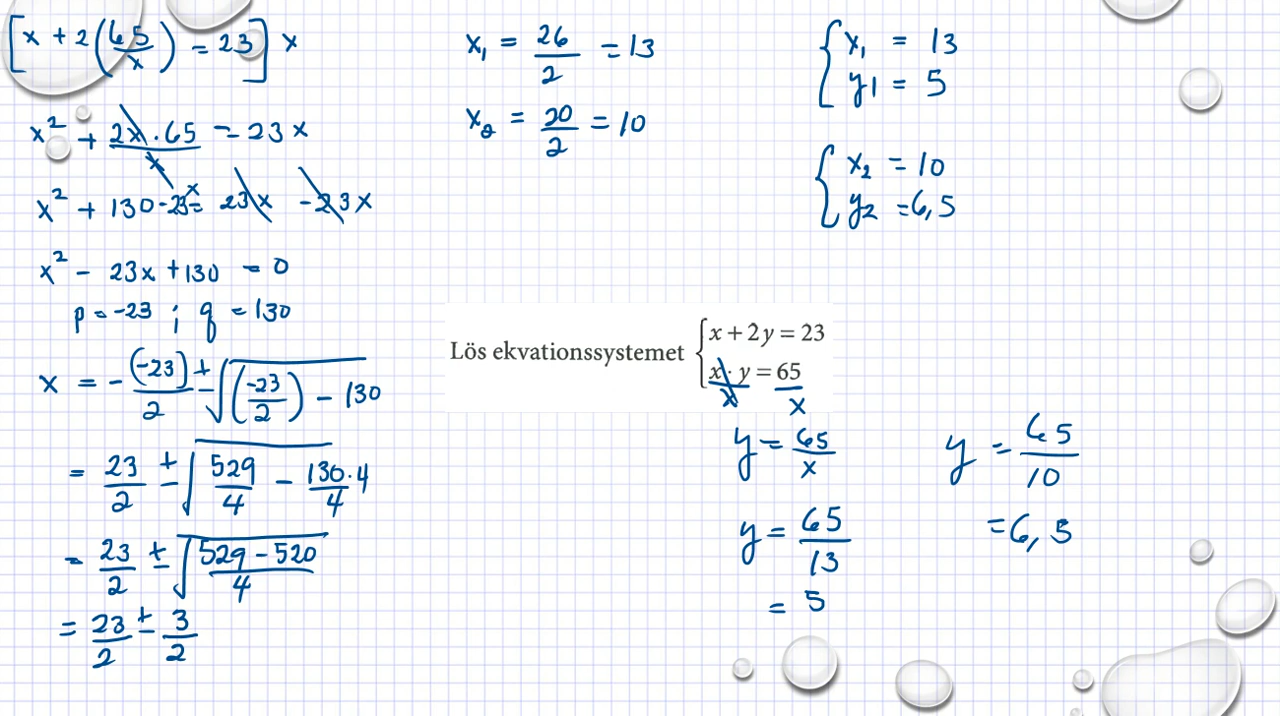 [x + 2(65/x) = 23] x
x² + 2x·65/x = 23x
x² + 130 - 23x = 23x - 23x
x² - 23x + 130 = 0
p = -23 ; q = 130
x = - (-23)/2 ± √((-23/2) - 130
= 23/2 ± √(529/4 - 130·4/4)
= 23/2 ± √((529 - 520)/4)
= 23/2 ± 3/2
x₁ = 26/2 = 13
x₂ = 20/2 = 10
{ x₁ = 13
y1 = 5
{ x₂ = 10
y₂ = 6,5
Lös ekvationssystemet { x + 2y = 23
x · y = 65
x x
y = 65/x
y = 65/13
= 5
y = 65/10
= 6,5